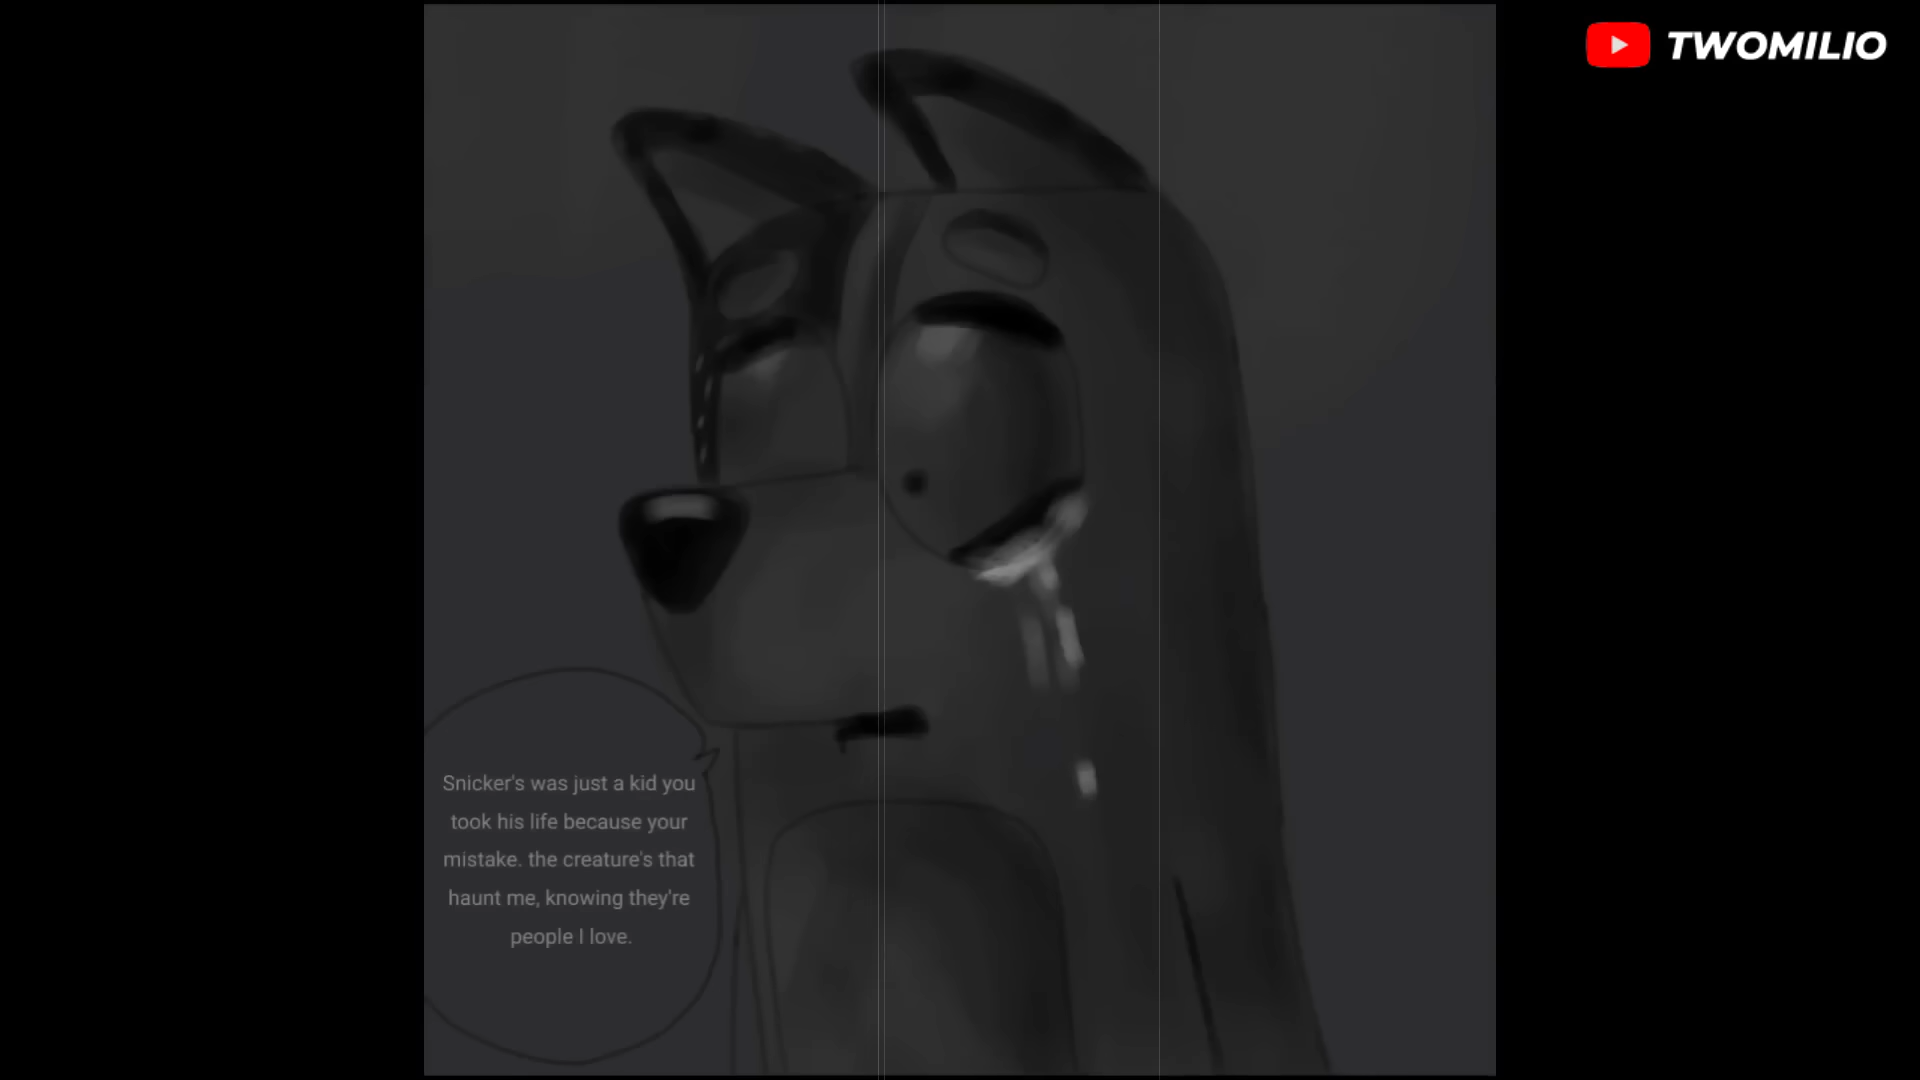 TWOMILIO
Snicker's was just a kid you
took his life because your
mistake. the creature's that
haunt me, knowing they're
people I love.